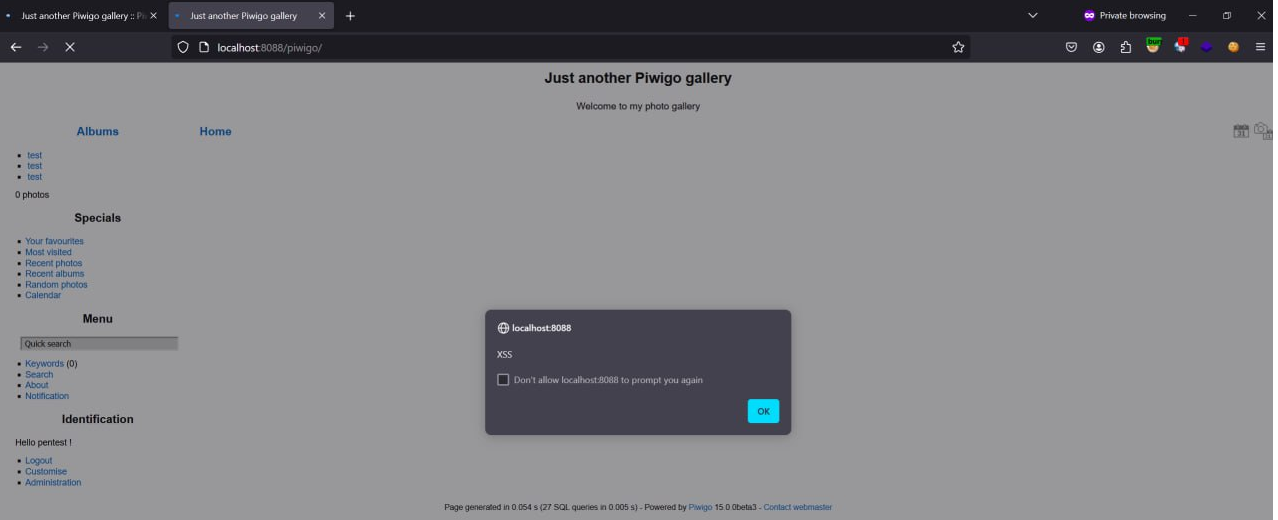 Just another Piwigo gallery :: Pi
Just another Piwigo gallery
Private browsing
localhost:8088/piwigo/
Just another Piwigo gallery
Welcome to my photo gallery
Albums
Home
test
test
test
0 photos
Specials
Your favourites
Most visited
Recent photos
Recent albums
Random photos
Calendar
Menu
Quick search
Keywords (0)
Search
About
Notification
Identification
Hello pentest !
Logout
Customise
Administration
localhost:8088
XSS
Don't allow localhost:8088 to prompt you again
OK
Page generated in 0.054 s (27 SQL queries in 0.005 s) - Powered by Piwigo 15.0.0beta3 - Contact webmaster